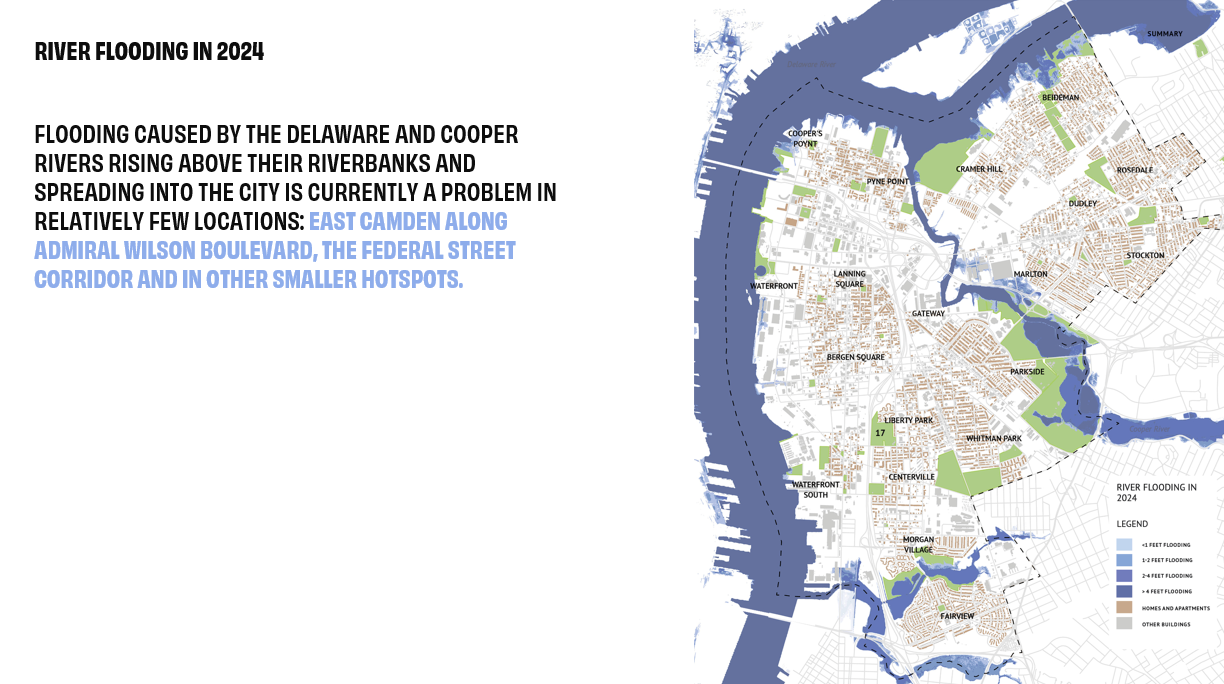 RIVER FLOODING IN 2024
FLOODING CAUSED BY THE DELAWARE AND COOPER
RIVERS RISING ABOVE THEIR RIVERBANKS AND
SPREADING INTO THE CITY IS CURRENTLY A PROBLEM IN
RELATIVELY FEW LOCATIONS: EAST CAMDEN ALONG
ADMIRAL WILSON BOULEVARD, THE FEDERAL STREET
CORRIDOR AND IN OTHER SMALLER HOTSPOTS.
SUMMARY
Delaware River
BEIDEMAN
COOPER'S
POYNT
CRAMER HILL
ROSEDALE
PYNE POINT
DUDLEY
STOCKTON
LANNING
SQUARE
MARLTON
WATERFRONT
GATEWAY
BERGEN SQUARE
PARKSIDE
LIBERTY PARK
17
Cooper River
WHITMAN PARK
CENTERVILLE
WATERFRONT
SOUTH
MORGAN
VILLAGE
FAIRVIEW
RIVER FLOODING IN
2024
LEGEND
<1 FEET FLOODING
1-2 FEET FLOODING
2-4 FEET FLOODING
> 4 FEET FLOODING
HOMES AND APARTMENTS
OTHER BUILDINGS